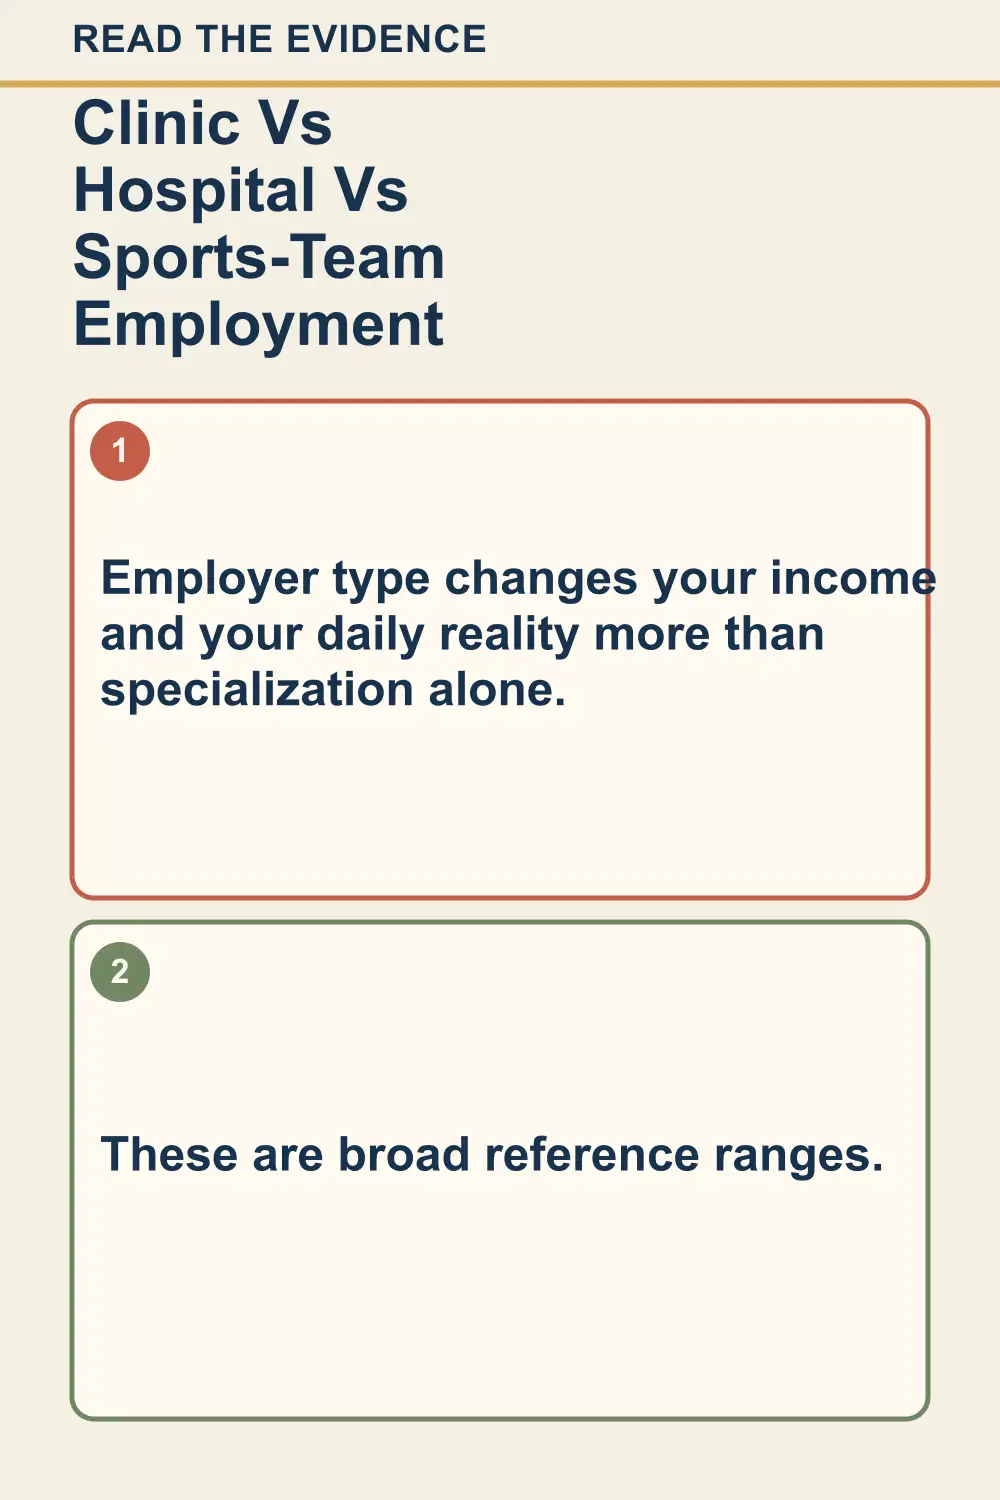 READ THE EVIDENCE
Clinic Vs
Hospital Vs
Sports-Team
Employment
1
Employer type changes your income
and your daily reality more than
specialization alone.
2
These are broad reference ranges.